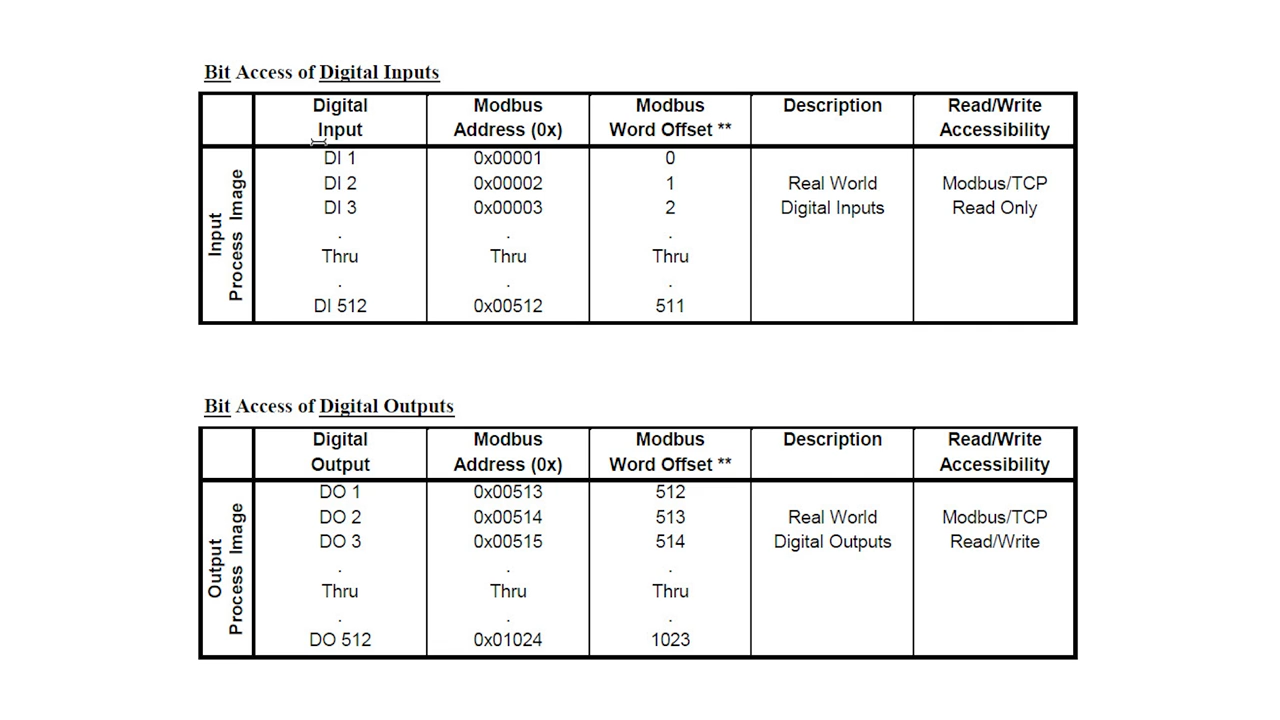 Bit Access of Digital Inputs
Digital Input Modbus Address (0x) Modbus Word Offset ** Description Read/Write Accessibility
Input Process Image
DI 1 0x00001 0
DI 2 0x00002 1 Real World Modbus/TCP
DI 3 0x00003 2 Digital Inputs Read Only
. . .
Thru Thru Thru
. . .
DI 512 0x00512 511
Bit Access of Digital Outputs
Digital Output Modbus Address (0x) Modbus Word Offset ** Description Read/Write Accessibility
Output Process Image
DO 1 0x00513 512
DO 2 0x00514 513 Real World Modbus/TCP
DO 3 0x00515 514 Digital Outputs Read/Write
. . .
Thru Thru Thru
. . .
DO 512 0x01024 1023